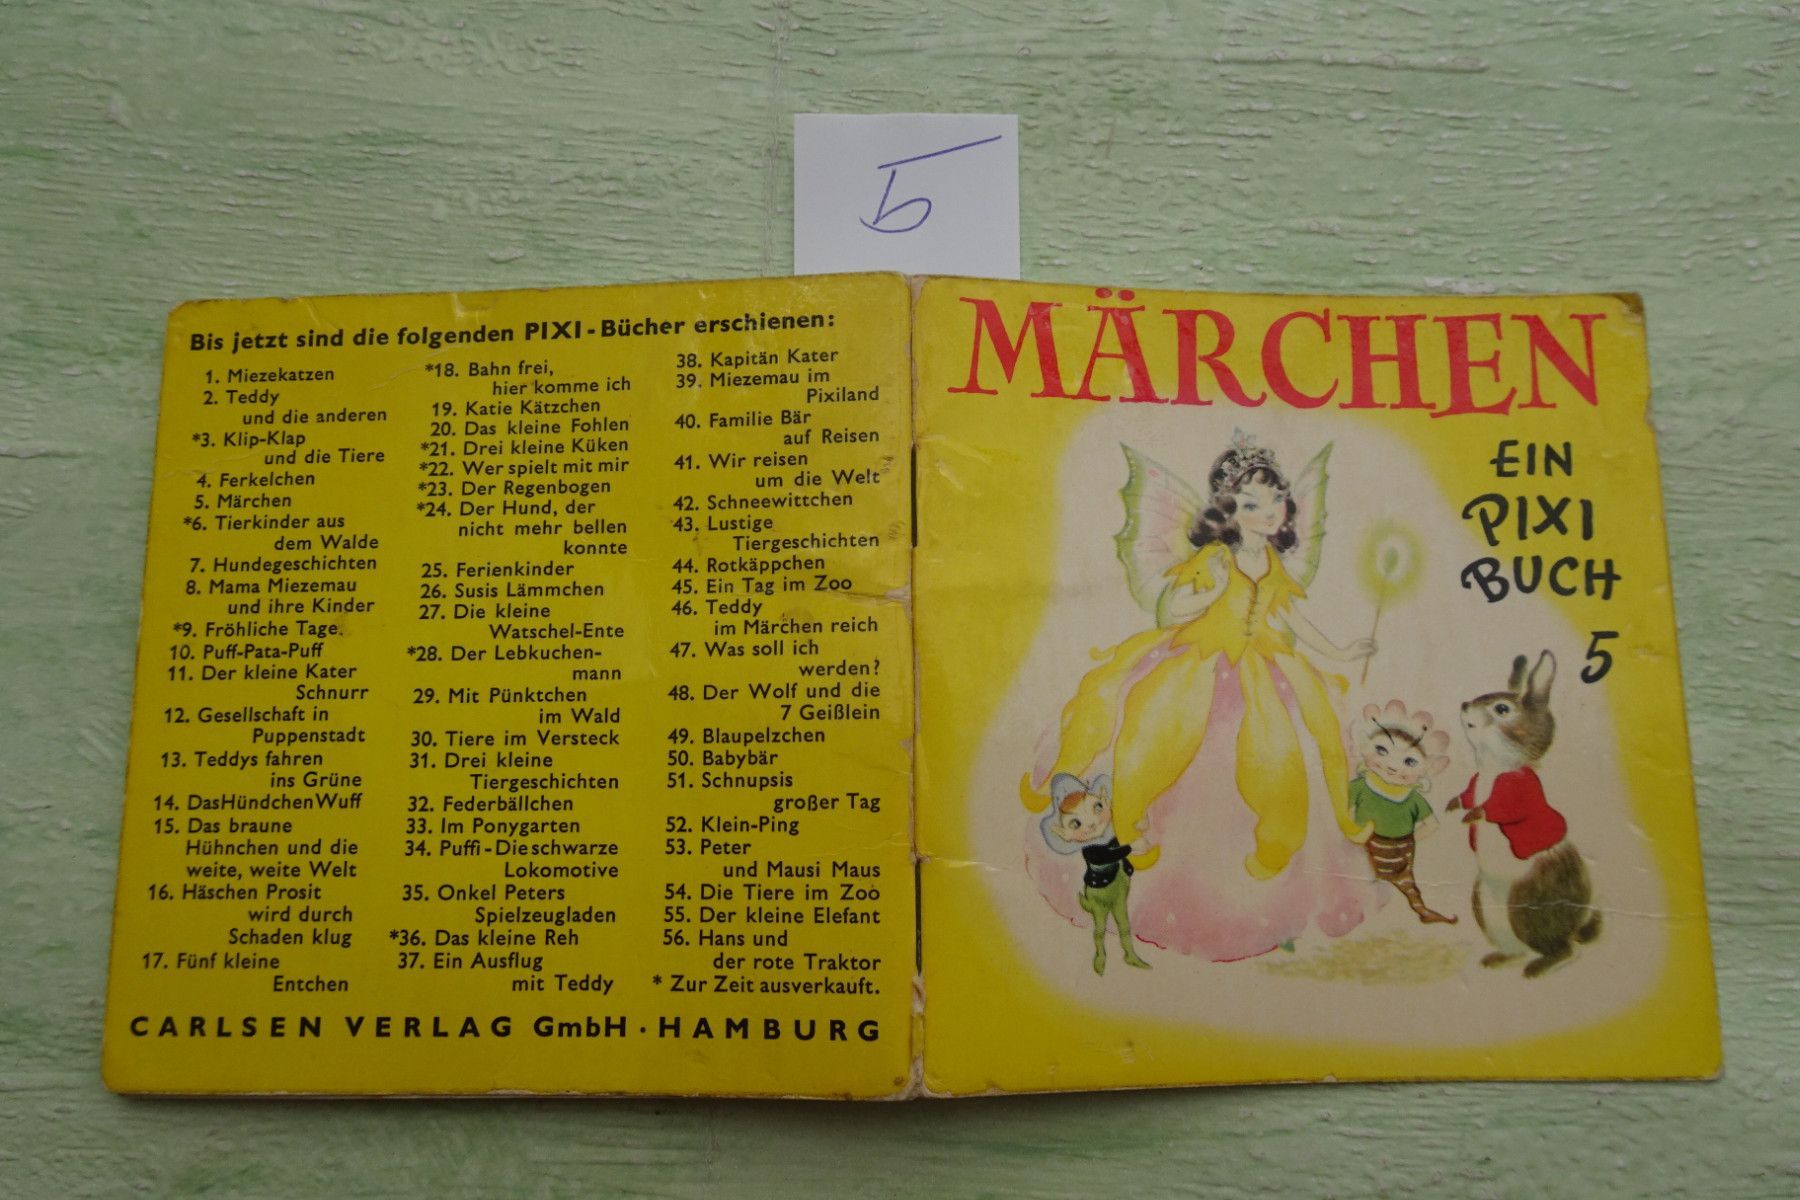 5
Bis jetzt sind die folgenden PIXI-Bücher erschienen:
1. Miezekatzen
2. Teddy
und die anderen
*3. Klip-Klap
und die Tiere
4. Ferkelchen
5. Märchen
*6. Tierkinder aus
dem Walde
7. Hundegeschichten
8. Mama Miezemau
und ihre Kinder
*9. Fröhliche Tage
10. Puff-Pata-Puff
11. Der kleine Kater
Schnurr
12. Gesellschaft in
Puppenstadt
13. Teddys fahren
ins Grüne
14. Das Hündchen Wuff
15. Das braune
Hühnchen und die
weite, weite Welt
16. Häschen Prosit
wird durch
Schaden klug
17. Fünf kleine
Entchen
*18. Bahn frei,
hier komme ich
19. Katie Kätzchen
20. Das kleine Fohlen
*21. Drei kleine Küken
*22. Wer spielt mit mir
*23. Der Regenbogen
*24. Der Hund, der
nicht mehr bellen
konnte
25. Ferienkinder
26. Susis Lämmchen
27. Die kleine
Watschel-Ente
*28. Der Lebkuchen-
mann
29. Mit Pünktchen
im Wald
30. Tiere im Versteck
31. Drei kleine
Tiergeschichten
32. Federbällchen
33. Im Ponygarten
34. Puffi-Die schwarze
Lokomotive
35. Onkel Peters
Spielzeugladen
*36. Das kleine Reh
37. Ein Ausflug
mit Teddy
38. Kapitän Kater
39. Miezemau im
Pixiland
40. Familie Bär
auf Reisen
41. Wir reisen
um die Welt
42. Schneewittchen
43. Lustige
Tiergeschichten
44. Rotkäppchen
45. Ein Tag im Zoo
46. Teddy
im Märchen reich
47. Was soll ich
werden?
48. Der Wolf und die
7 Geißlein
49. Blaupelzchen
50. Babybär
51. Schnupsis
großer Tag
52. Klein-Ping
53. Peter
und Mausi Maus
54. Die Tiere im Zoo
55. Der kleine Elefant
56. Hans und
der rote Traktor
* Zur Zeit ausverkauft.
CARLSEN VERLAG GmbH · HAMBURG
MÄRCHEN
EIN
PIXI
BUCH
5